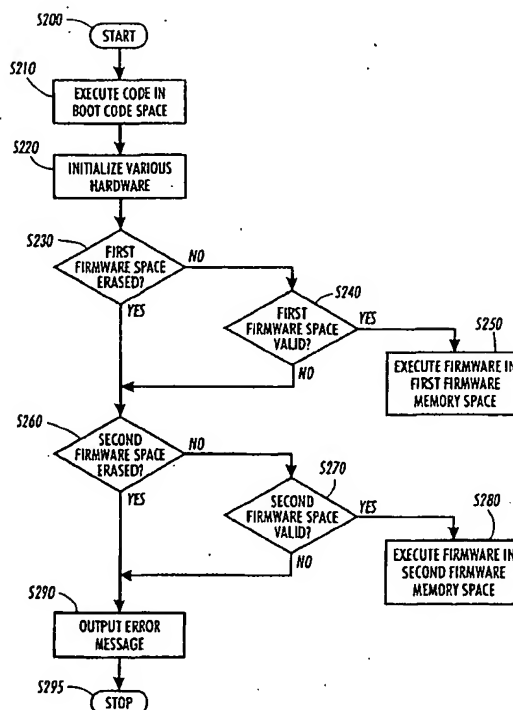 S200
START
S210
EXECUTE CODE IN
BOOT CODE SPACE
S220
INITIALIZE VARIOUS
HARDWARE
S230
FIRST
FIRMWARE SPACE
ERASED?
NO
YES
S240
FIRST
FIRMWARE SPACE
VALID?
YES
NO
S250
EXECUTE FIRMWARE IN
FIRST FIRMWARE
MEMORY SPACE
S260
SECOND
FIRMWARE SPACE
ERASED?
NO
YES
S270
SECOND
FIRMWARE SPACE
VALID?
YES
NO
S280
EXECUTE FIRMWARE IN
SECOND FIRMWARE
MEMORY SPACE
S290
OUTPUT ERROR
MESSAGE
S295
STOP